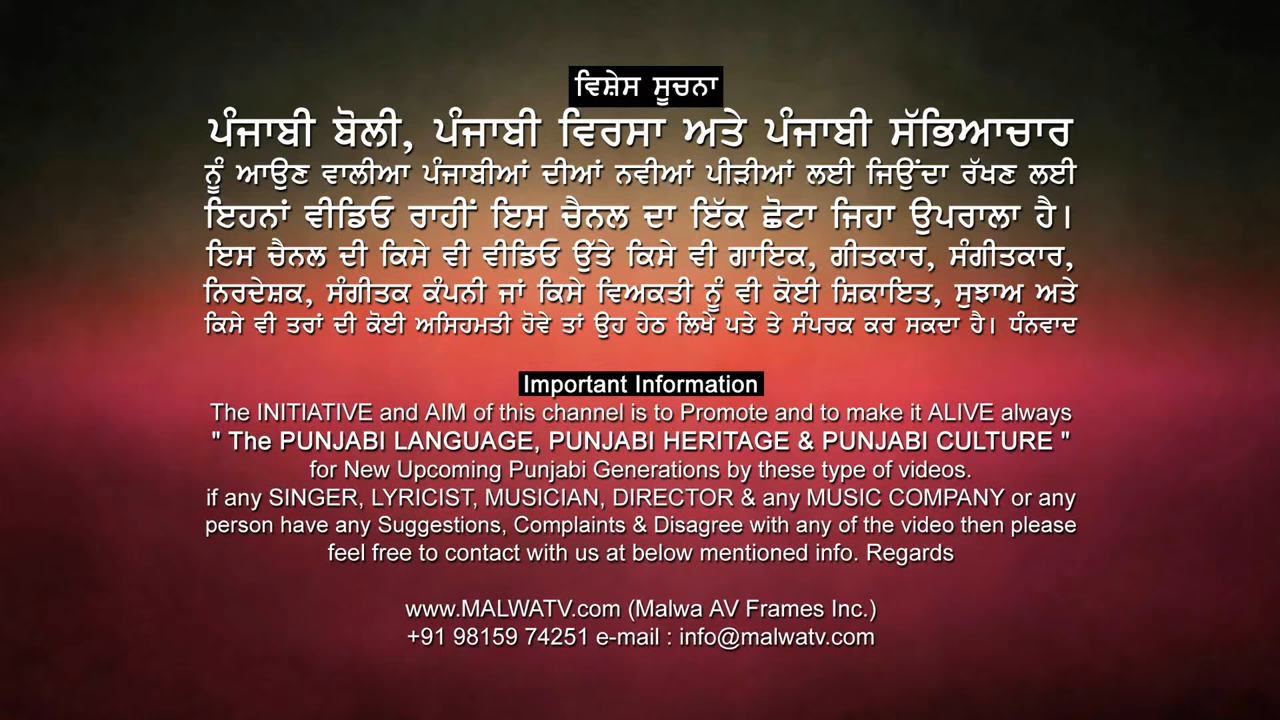 ਵਿਸ਼ੇਸ ਸੂਚਨਾ
ਪੰਜਾਬੀ ਬੋਲੀ, ਪੰਜਾਬੀ ਵਿਰਸਾ ਅਤੇ ਪੰਜਾਬੀ ਸੱਭਿਆਚਾਰ
ਨੂੰ ਆਉਣ ਵਾਲੀਆ ਪੰਜਾਬੀਆਂ ਦੀਆਂ ਨਵੀਆਂ ਪੀੜੀਆਂ ਲਈ ਜਿਉਂਦਾ ਰੱਖਣ ਲਈ
ਇਹਨਾਂ ਵੀਡਿਓ ਰਾਹੀਂ ਇਸ ਚੈਨਲ ਦਾ ਇੱਕ ਛੋਟਾ ਜਿਹਾ ਉਪਰਾਲਾ ਹੈ।
ਇਸ ਚੈਨਲ ਦੀ ਕਿਸੇ ਵੀ ਵੀਡਿਓ ਉੱਤੇ ਕਿਸੇ ਵੀ ਗਾਇਕ, ਗੀਤਕਾਰ, ਸੰਗੀਤਕਾਰ,
ਨਿਰਦੇਸ਼ਕ, ਸੰਗੀਤਕ ਕੰਪਨੀ ਜਾਂ ਕਿਸੇ ਵਿਅਕਤੀ ਨੂੰ ਵੀ ਕੋਈ ਸ਼ਿਕਾਇਤ, ਸੁਝਾਅ ਅਤੇ
ਕਿਸੇ ਵੀ ਤਰਾਂ ਦੀ ਕੋਈ ਅਸਿਹਮਤੀ ਹੋਵੇ ਤਾਂ ਉਹ ਹੇਠ ਲਿਖੇ ਪਤੇ ਤੇ ਸੰਪਰਕ ਕਰ ਸਕਦਾ ਹੈ। ਧੰਨਵਾਦ
Important Information
The INITIATIVE and AIM of this channel is to Promote and to make it ALIVE always
" The PUNJABI LANGUAGE, PUNJABI HERITAGE & PUNJABI CULTURE "
for New Upcoming Punjabi Generations by these type of videos.
if any SINGER, LYRICIST, MUSICIAN, DIRECTOR & any MUSIC COMPANY or any
person have any Suggestions, Complaints & Disagree with any of the video then please
feel free to contact with us at below mentioned info. Regards
www.MALWATV.com (Malwa AV Frames Inc.)
+91 98159 74251 e-mail : info@malwatv.com